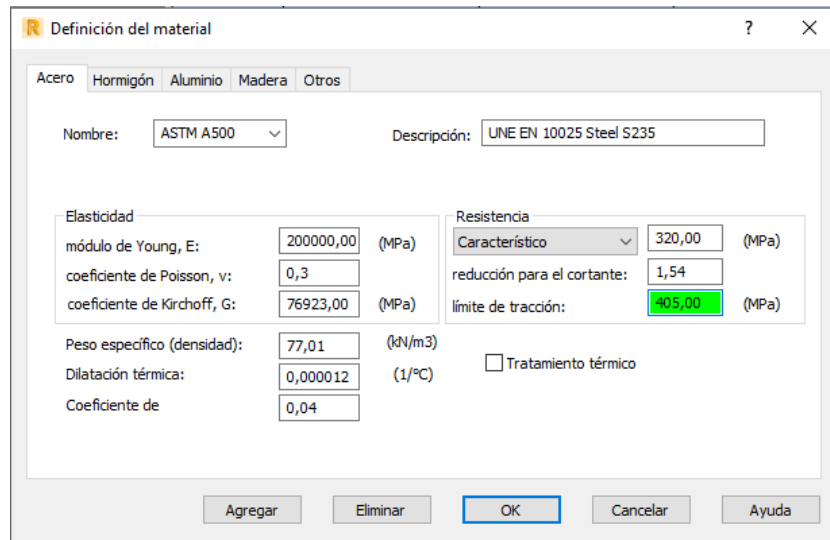 R Definición del material ? X
Acero Hormigón Aluminio Madera Otros
Nombre: ASTM A500 Descripción: UNE EN 10025 Steel S235
Elasticidad Resistencia
módulo de Young, E: 200000,00 (MPa) Característico 320,00 (MPa)
coeficiente de Poisson, ν: 0,3 reducción para el cortante: 1,54
coeficiente de Kirchoff, G: 76923,00 (MPa) límite de tracción: 405,00 (MPa)
Peso específico (densidad): 77,01 (kN/m3)
Dilatación térmica: 0,000012 (1/°C) Tratamiento térmico
Coeficiente de 0,04
Agregar Eliminar OK Cancelar Ayuda